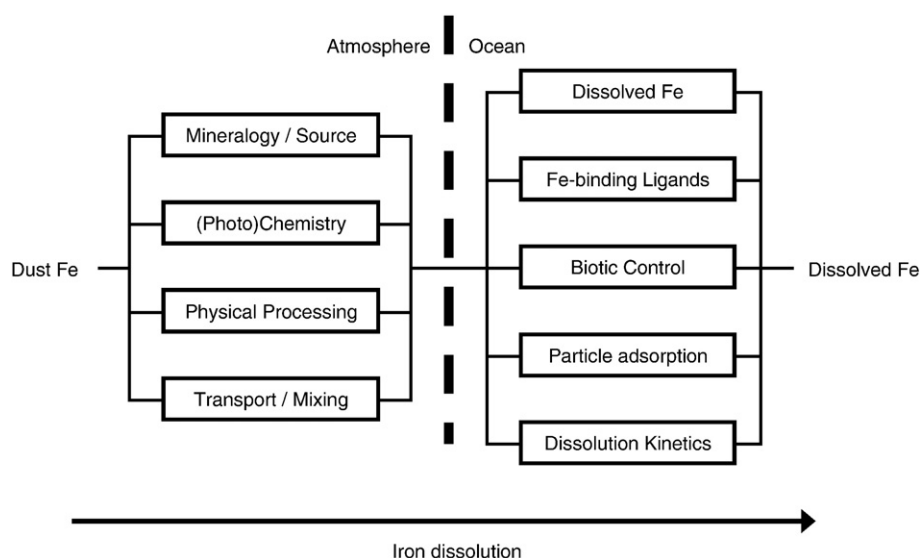 Atmosphere
Ocean
Dust Fe
Mineralogy / Source
(Photo)Chemistry
Physical Processing
Transport / Mixing
Dissolved Fe
Fe-binding Ligands
Biotic Control
Particle adsorption
Dissolution Kinetics
Dissolved Fe
Iron dissolution